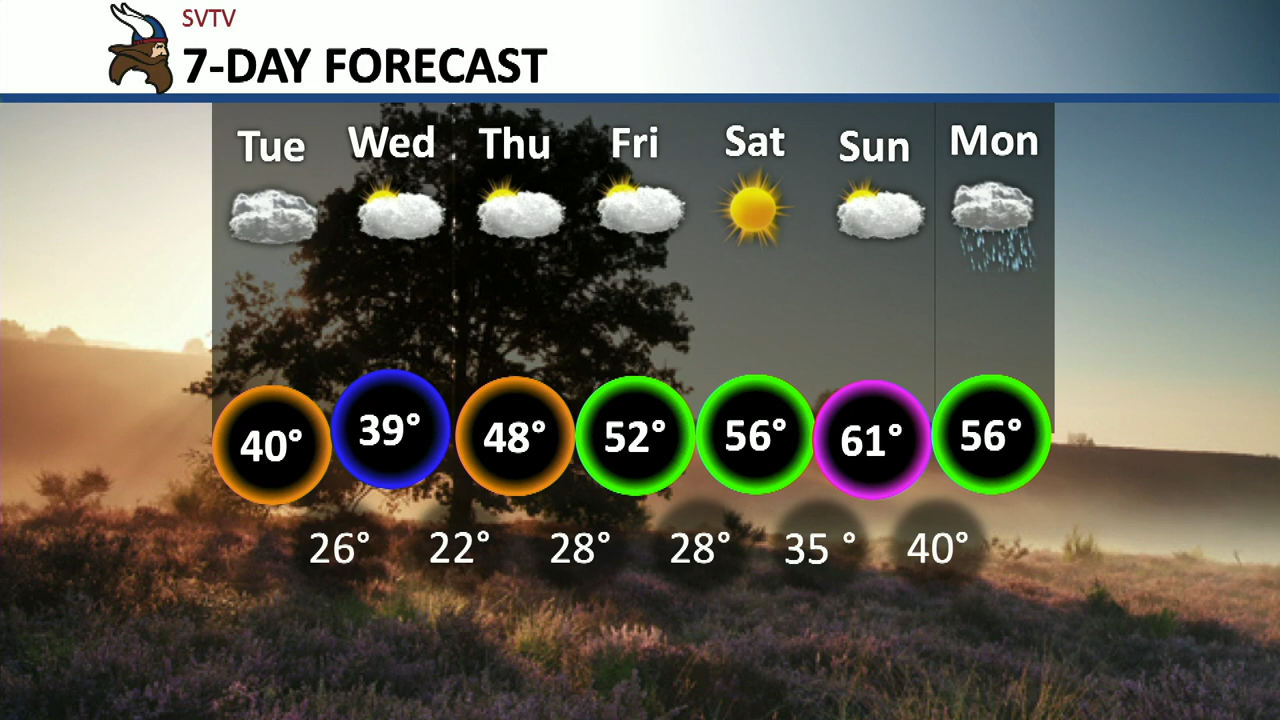 SVTV
7-DAY FORECAST
Tue Wed Thu Fri Sat Sun Mon
40° 39° 48° 52° 56° 61° 56°
26° 22° 28° 28° 35 ° 40°